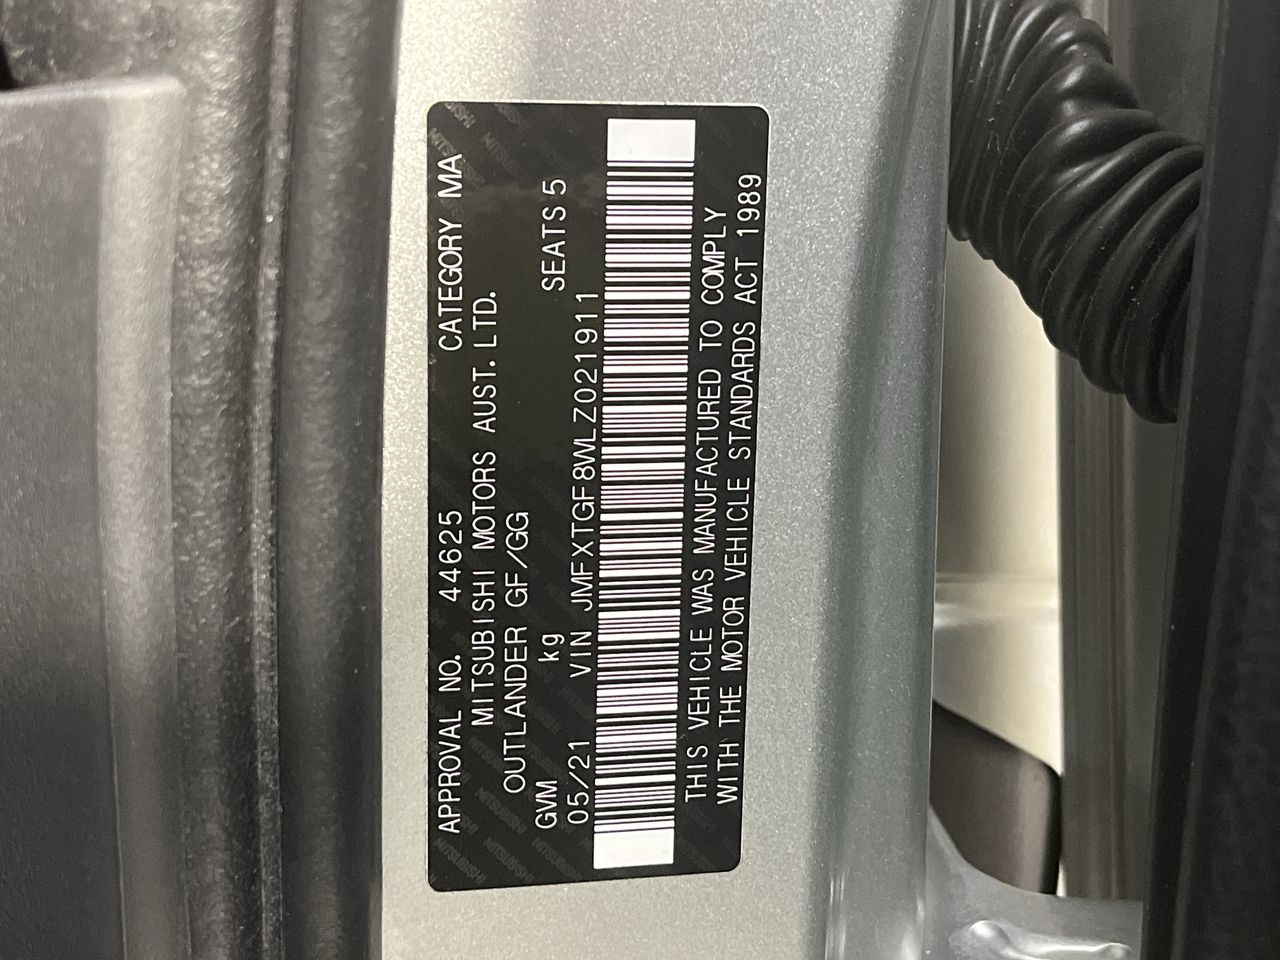 APPROVAL NO. 44625 CATEGORY MA
MITSUBISHI MOTORS AUST. LTD.
OUTLANDER GF/GG
GVM kg SEATS 5
05/21 VIN JMFXTGF8WLZ021911
THIS VEHICLE WAS MANUFACTURED TO COMPLY
WITH THE MOTOR VEHICLE STANDARDS ACT 1989